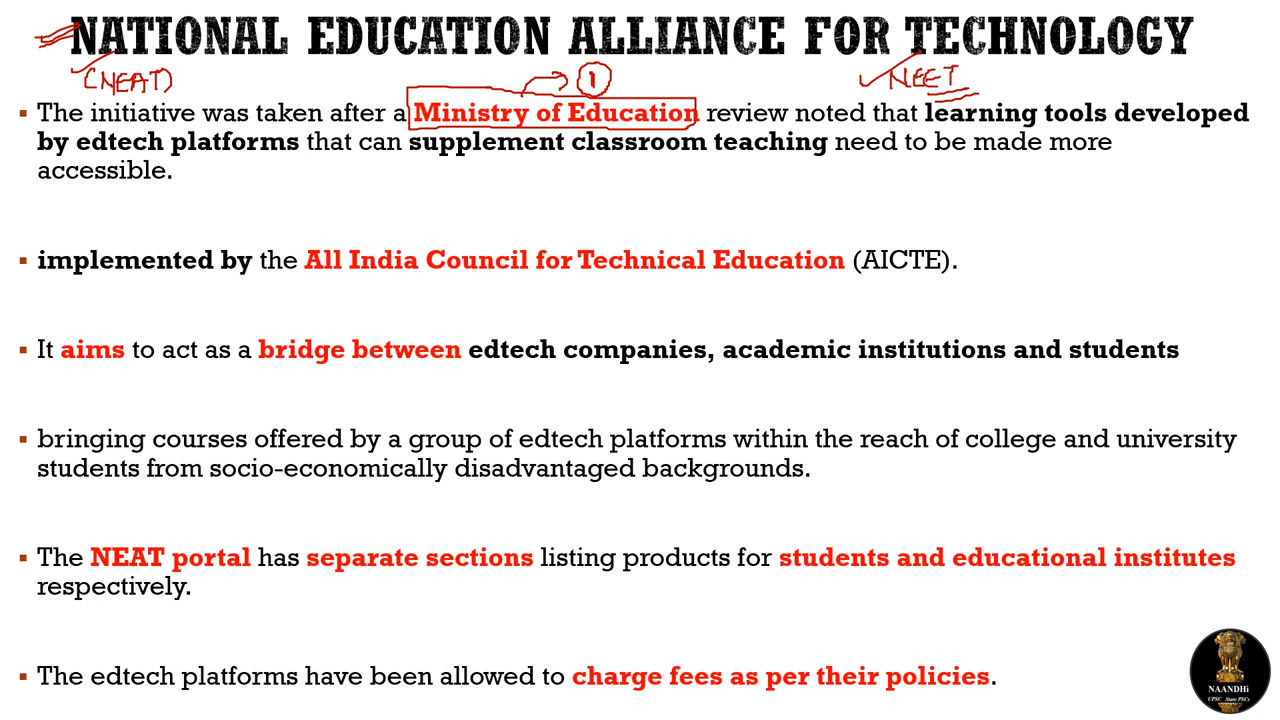 NATIONAL EDUCATION ALLIANCE FOR TECHNOLOGY
(NEAT)
1
NEET
▪ The initiative was taken after a Ministry of Education review noted that learning tools developed
by edtech platforms that can supplement classroom teaching need to be made more
accessible.
▪ implemented by the All India Council for Technical Education (AICTE).
▪ It aims to act as a bridge between edtech companies, academic institutions and students
▪ bringing courses offered by a group of edtech platforms within the reach of college and university
students from socio-economically disadvantaged backgrounds.
▪ The NEAT portal has separate sections listing products for students and educational institutes
respectively.
▪ The edtech platforms have been allowed to charge fees as per their policies.
NAANDHi
UPSC State PSCs